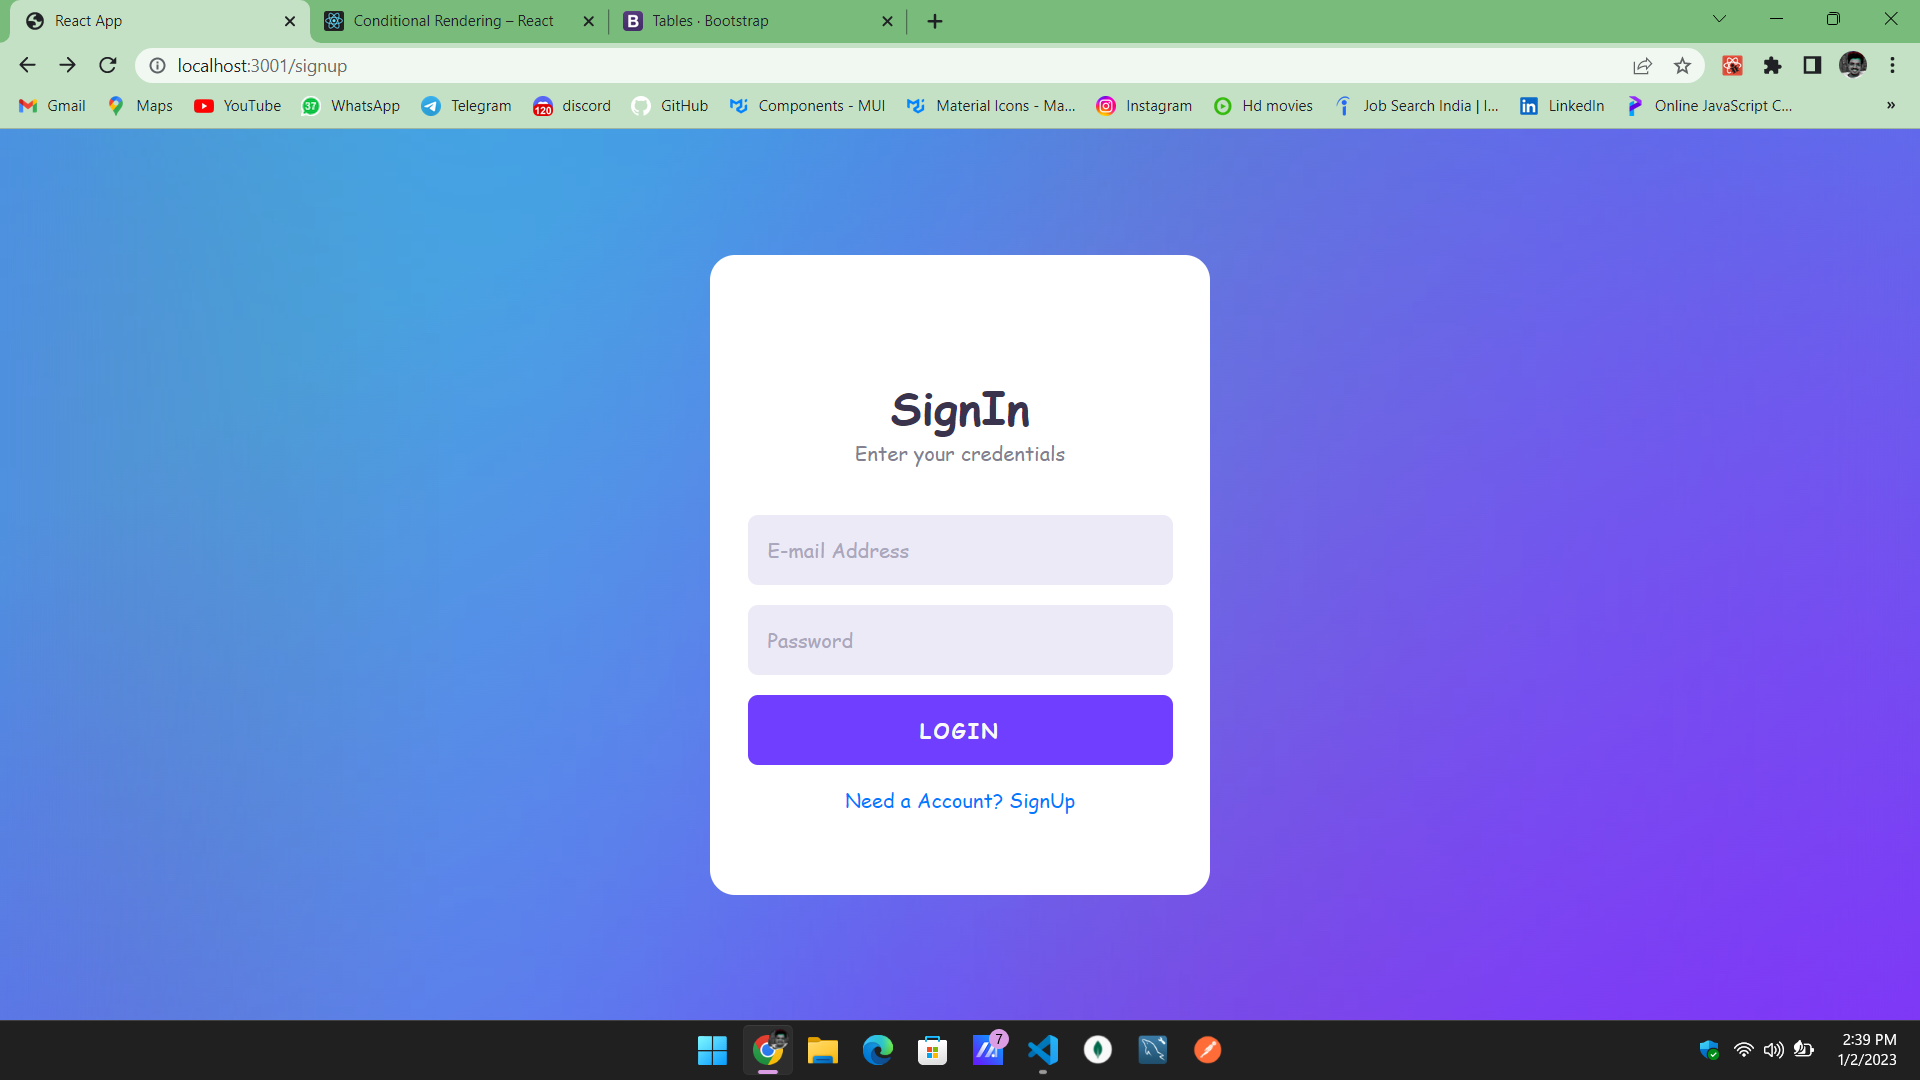 React App
Conditional Rendering – React
Tables · Bootstrap
localhost:3001/signup
Gmail
Maps
YouTube
37
WhatsApp
Telegram
120
discord
GitHub
Components - MUI
Material Icons - Ma...
Instagram
Hd movies
Job Search India | I...
LinkedIn
Online JavaScript C...
»
SignIn
Enter your credentials
E-mail Address
Password
LOGIN
Need a Account? SignUp
7
2:39 PM
1/2/2023